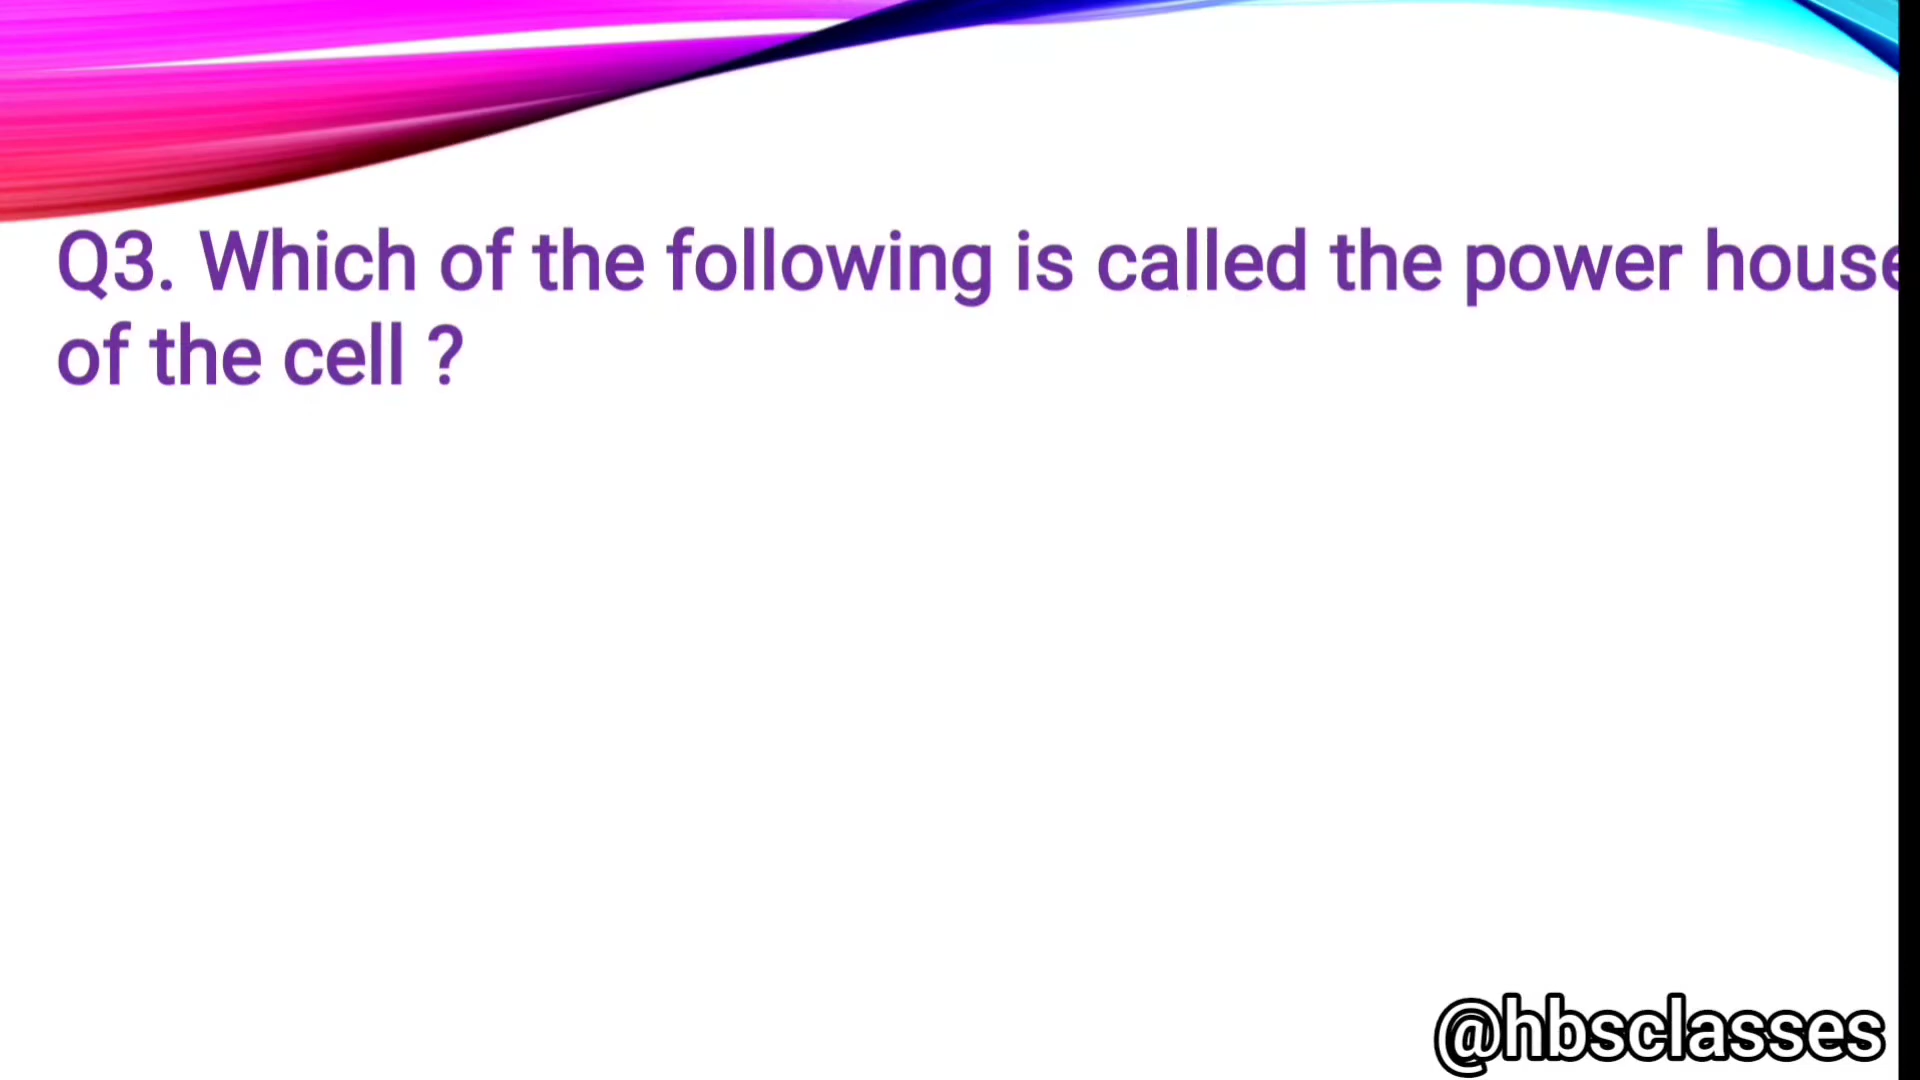 Q3. Which of the following is called the power house
of the cell ?
@hbsclasses